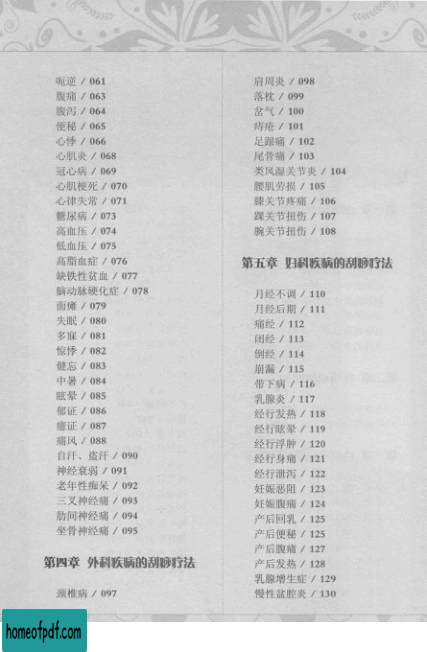 呃逆 / 061
腹痛 / 063
腹泻 / 064
便秘 / 065
心悸 / 066
心肌炎 / 068
冠心病 / 069
心肌梗死 / 070
心律失常 / 071
糖尿病 / 073
高血压 / 074
低血压 / 075
高脂血症 / 076
缺铁性贫血 / 077
脑动脉硬化症 / 078
面瘫 / 079
失眠 / 080
多寐 / 081
惊悸 / 082
健忘 / 083
中暑 / 084
眩晕 / 085
郁证 / 086
癔证 / 087
痛风 / 088
自汗、盗汗 / 090
神经衰弱 / 091
老年性痴呆 / 092
三叉神经痛 / 093
肋间神经痛 / 094
坐骨神经痛 / 095
第四章 外科疾病的刮痧疗法
颈椎病 / 097
肩周炎 / 098
落枕 / 099
岔气 / 100
痔疮 / 101
足跟痛 / 102
尾骨痛 / 103
类风湿关节炎 / 104
腰肌劳损 / 105
膝关节疼痛 / 106
踝关节扭伤 / 107
腕关节扭伤 / 108
第五章 妇科疾病的刮痧疗法
月经不调 / 110
月经后期 / 111
痛经 / 112
闭经 / 113
倒经 / 114
崩漏 / 115
带下病 / 116
乳腺炎 / 117
经行发热 / 118
经行眩晕 / 119
经行浮肿 / 120
经行身痛 / 121
经行泄泻 / 122
妊娠恶阻 / 123
妊娠腹痛 / 124
产后回乳 / 125
产后便秘 / 125
产后腹痛 / 127
产后发热 / 128
乳腺增生症 / 129
慢性盆腔炎 / 130
homeofpdf.com